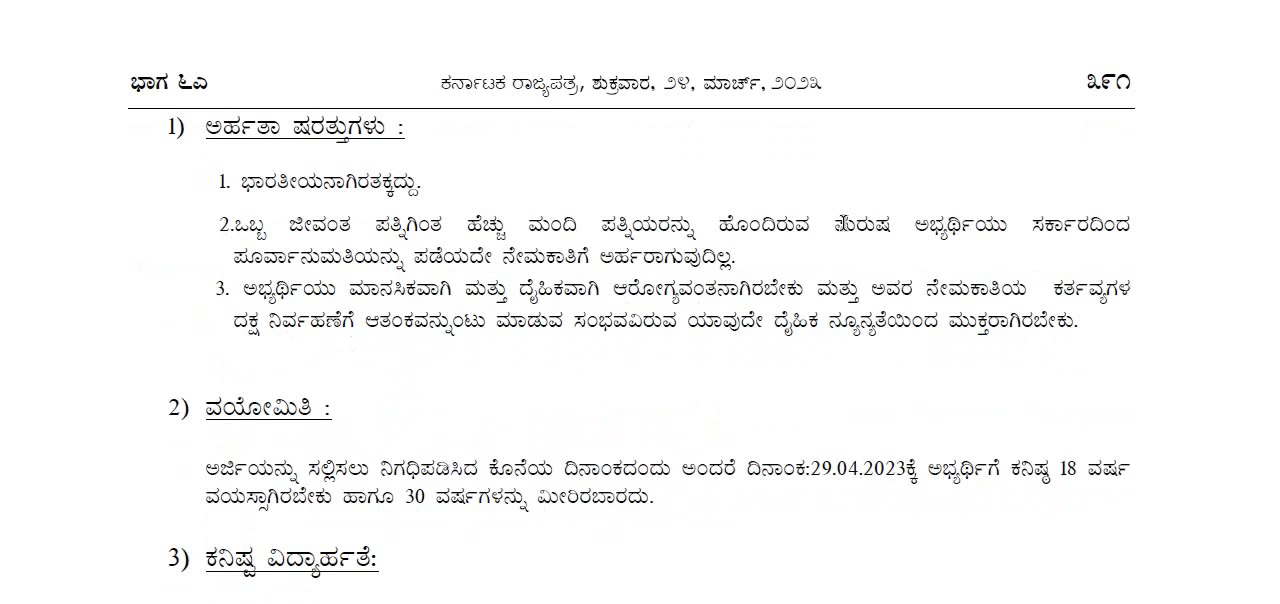 ಭಾಗ ೬ಎ ಕರ್ನಾಟಕ ರಾಜ್ಯಪತ್ರ, ಶುಕ್ರವಾರ, ೨೪, ಮಾರ್ಚ್, ೨೦೨೩ ೩೯೧
1) ಅರ್ಹತಾ ಷರತ್ತುಗಳು :
1. ಭಾರತೀಯನಾಗಿರತಕ್ಕದ್ದು.
2.ಒಬ್ಬ ಜೀವಂತ ಪತ್ನಿಗಿಂತ ಹೆಚ್ಚು ಮಂದಿ ಪತ್ನಿಯರನ್ನು ಹೊಂದಿರುವ ಪುರುಷ ಅಭ್ಯರ್ಥಿಯು ಸರ್ಕಾರದಿಂದ
ಪೂರ್ವಾನುಮತಿಯನ್ನು ಪಡೆಯದೇ ನೇಮಕಾತಿಗೆ ಅರ್ಹರಾಗುವುದಿಲ್ಲ.
3. ಅಭ್ಯರ್ಥಿಯು ಮಾನಸಿಕವಾಗಿ ಮತ್ತು ದೈಹಿಕವಾಗಿ ಆರೋಗ್ಯವಂತನಾಗಿರಬೇಕು ಮತ್ತು ಅವರ ನೇಮಕಾತಿಯ ಕರ್ತವ್ಯಗಳ
ದಕ್ಷ ನಿರ್ವಹಣೆಗೆ ಆತಂಕವನ್ನುಂಟು ಮಾಡುವ ಸಂಭವವಿರುವ ಯಾವುದೇ ದೈಹಿಕ ನ್ಯೂನ್ಯತೆಯಿಂದ ಮುಕ್ತರಾಗಿರಬೇಕು.
2) ವಯೋಮಿತಿ :
ಅರ್ಜಿಯನ್ನು ಸಲ್ಲಿಸಲು ನಿಗಧಿಪಡಿಸಿದ ಕೊನೆಯ ದಿನಾಂಕದಂದು ಅಂದರೆ ದಿನಾಂಕ:29.04.2023ಕ್ಕೆ ಅಭ್ಯರ್ಥಿಗೆ ಕನಿಷ್ಠ 18 ವರ್ಷ
ವಯಸ್ಸಾಗಿರಬೇಕು ಹಾಗೂ 30 ವರ್ಷಗಳನ್ನು ಮೀರಿರಬಾರದು.
3) ಕನಿಷ್ಟ ವಿದ್ಯಾರ್ಹತೆ: